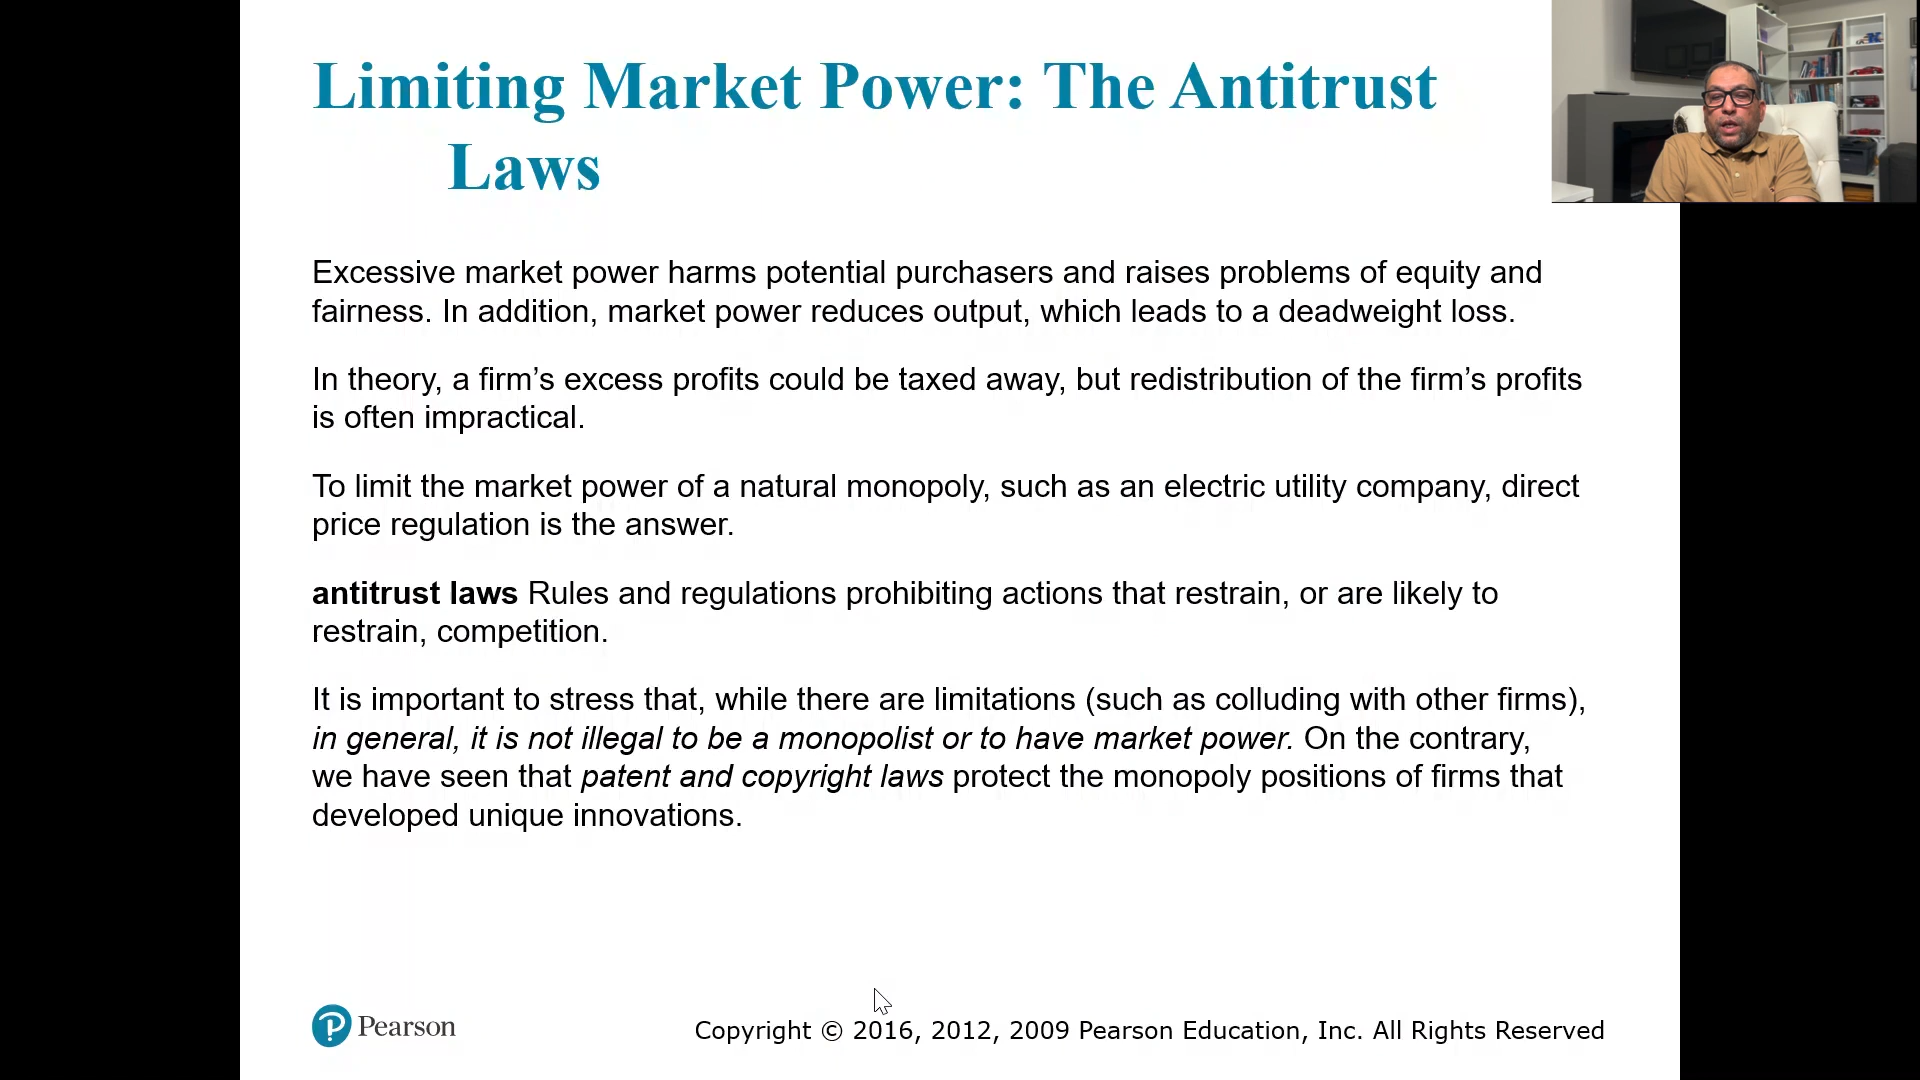 Limiting Market Power: The Antitrust
Laws
Excessive market power harms potential purchasers and raises problems of equity and
fairness. In addition, market power reduces output, which leads to a deadweight loss.
In theory, a firm’s excess profits could be taxed away, but redistribution of the firm’s profits
is often impractical.
To limit the market power of a natural monopoly, such as an electric utility company, direct
price regulation is the answer.
antitrust laws Rules and regulations prohibiting actions that restrain, or are likely to
restrain, competition.
It is important to stress that, while there are limitations (such as colluding with other firms),
in general, it is not illegal to be a monopolist or to have market power. On the contrary,
we have seen that patent and copyright laws protect the monopoly positions of firms that
developed unique innovations.
Pearson
Copyright © 2016, 2012, 2009 Pearson Education, Inc. All Rights Reserved